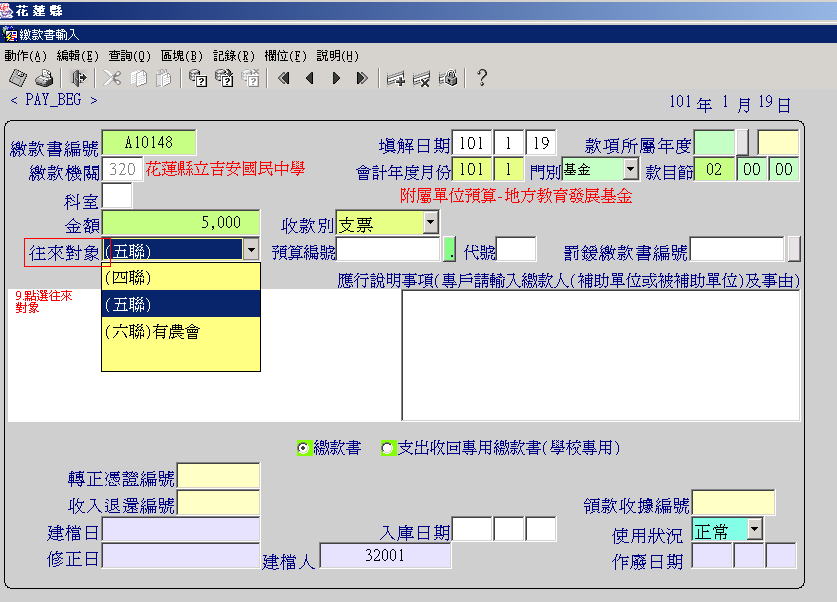 花蓮縣
繳款書輸入
動作(A) 編輯(E) 查詢(Q) 區塊(B) 記錄(R) 欄位(F) 說明(H)
< PAY_BEG >
101 年 1 月 19 日
繳款書編號 A10148 填解日期 101 1 19 款項所屬年度
繳款機關 320 花蓮縣立吉安國民中學 會計年度月份 101 1 門別 基金 款目節 02 00 00
科室 附屬單位預算-地方教育發展基金
金額 5,000 收款別 支票
往來對象 (五聯) 預算編號 . 代號 罰鍰繳款書編號
(四聯)
應行說明事項(專戶請輸入繳款人(補助單位或被補助單位)及事由)
9.點選往來
對象
(五聯)
(六聯)有農會
繳款書 支出收回專用繳款書(學校專用)
轉正憑證編號
收入退還編號 領款收據編號
建檔日 入庫日期 使用狀況 正常
修正日 建檔人 32001 作廢日期